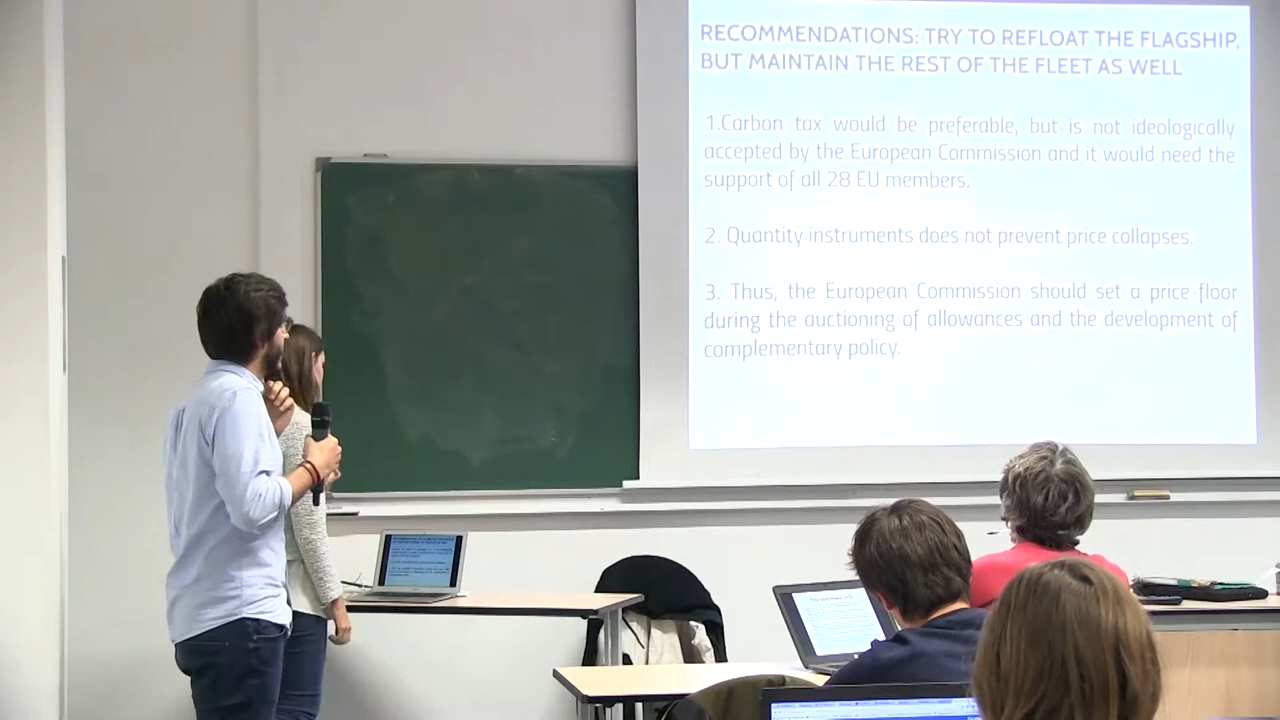 RECOMMENDATIONS: TRY TO REFLOAT THE FLAGSHIP,
BUT MAINTAIN THE REST OF THE FLEET AS WELL
1.Carbon tax would be preferable, but is not ideologically
accepted by the European Commission and it would need the
support of all 28 EU members.
2. Quantity instruments does not prevent price collapses.
3. Thus, the European Commission should set a price floor
during the auctioning of allowances and the development of
complementary policy.